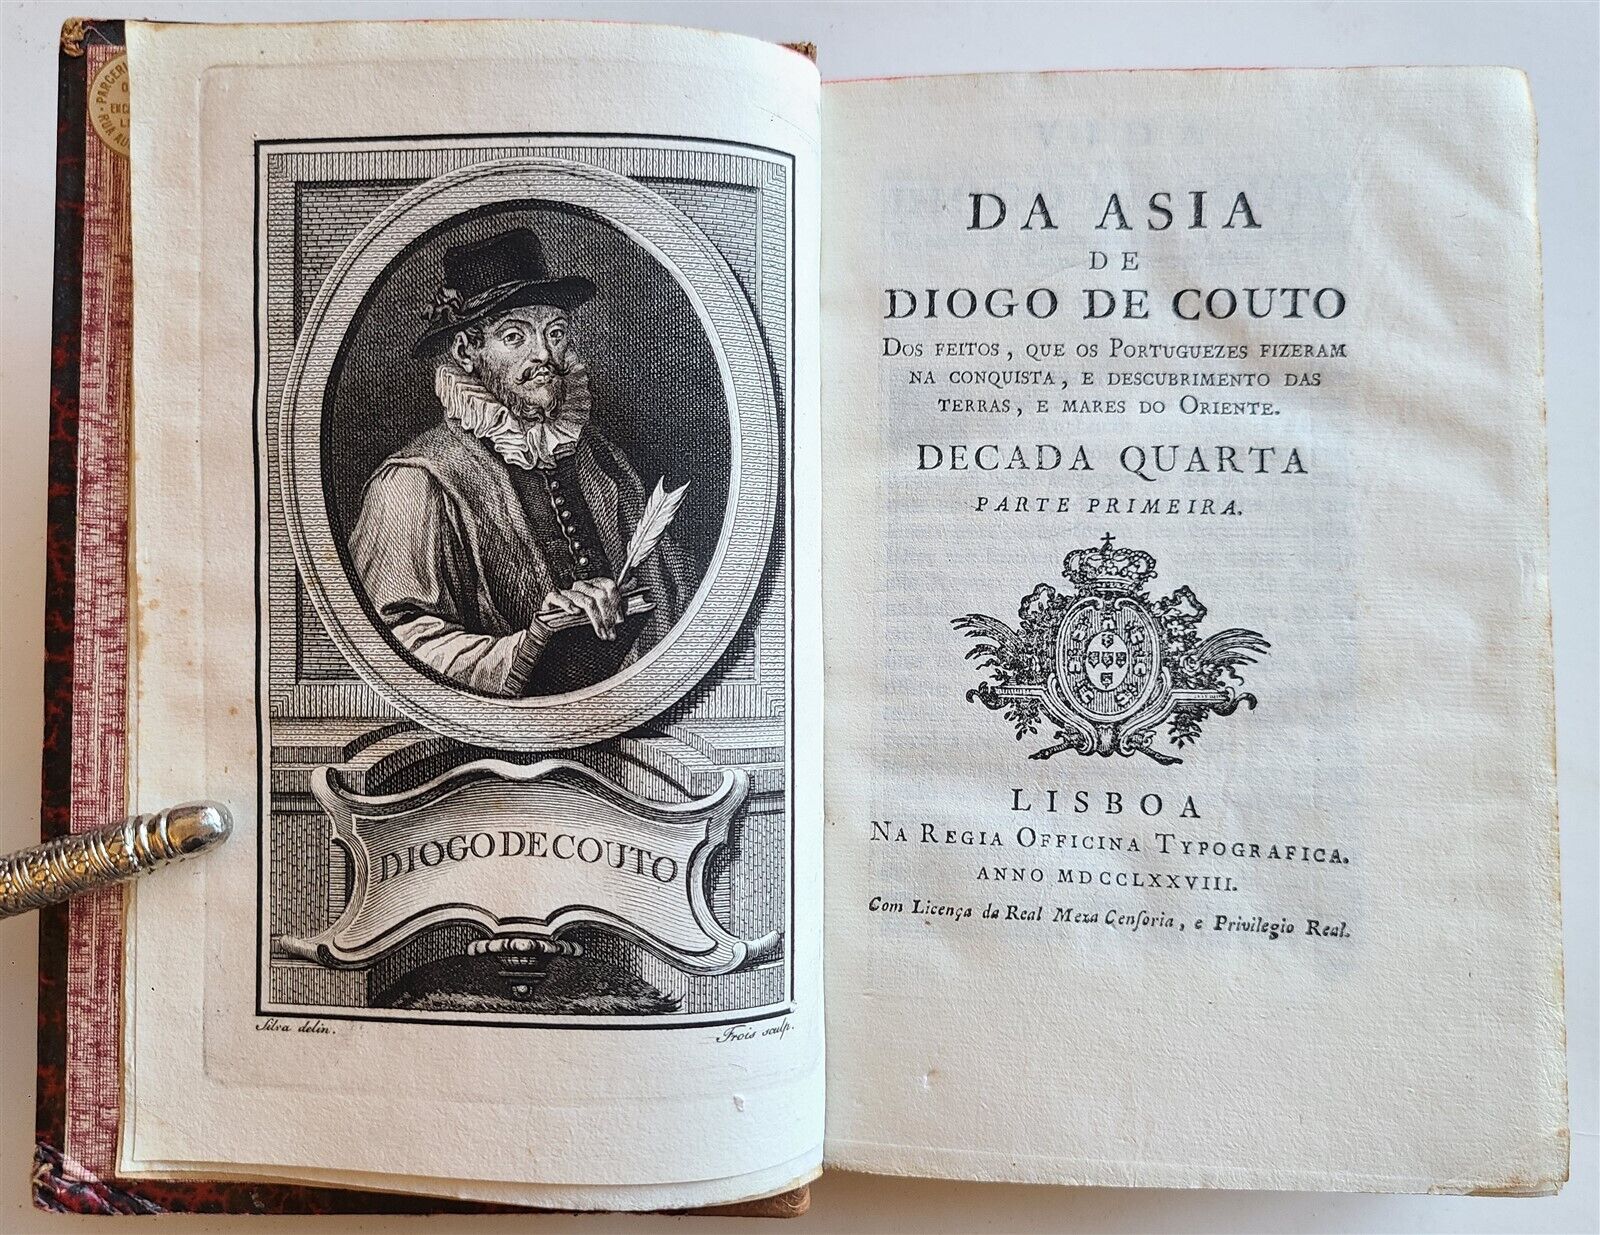 DIOGO DE COUTO
Silva delin.
Frois sculp.
DA ASIA
DE
DIOGO DE COUTO
DOS FEITOS, QUE OS PORTUGUEZES FIZERAM
NA CONQUISTA, E DESCUBRIMENTO DAS
TERRAS, E MARES DO ORIENTE.
DECADA QUARTA
PARTE PRIMEIRA.
LISBOA
NA REGIA OFFICINA TYPOGRAFICA.
ANNO MDCCLXXVIII.
Com Licença da Real Meza Cenſoria, e Privilegio Real.